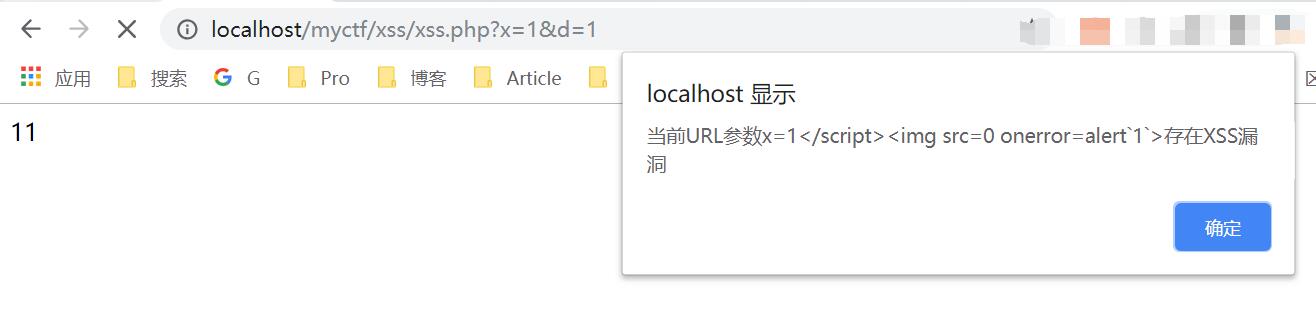 localhost/myctf/xss/xss.php?x=1&d=1
应用 搜索 G Pro 博客 Article
11
localhost 显示
当前URL参数x=1</script><img src=0 onerror=alert`1`>存在XSS漏
洞
确定